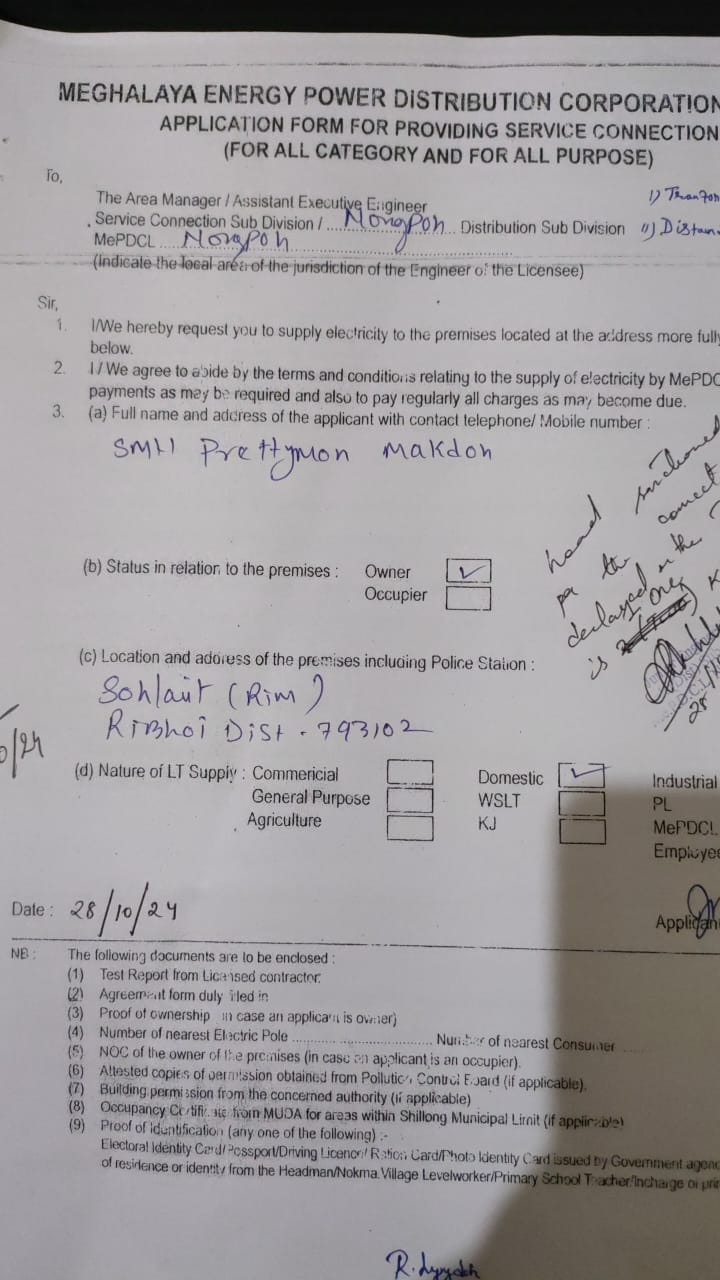 MEGHALAYA ENERGY POWER DISTRIBUTION CORPORATION
APPLICATION FORM FOR PROVIDING SERVICE CONNECTION
(FOR ALL CATEGORY AND FOR ALL PURPOSE)
To,
The Area Manager / Assistant Executive Engineer
Service Connection Sub Division / .... Nongpoh ... Distribution Sub Division
MePDCL .... Nongpoh ....
(Indicate the local area of the jurisdiction of the Engineer of the Licensee)
Sir,
1. I/We hereby request you to supply electricity to the premises located at the address more fully
below.
2. I / We agree to abide by the terms and conditions relating to the supply of electricity by MePDC
payments as may be required and also to pay regularly all charges as may become due.
3. (a) Full name and address of the applicant with contact telephone/ Mobile number :
Prettymon Makdoh
load sanctioned
(b) Status in relation to the premises : Owner ✓
Occupier
is One
(c) Location and address of the premises including Police Station :
(Rim)
RiBhoi Dist - 793102
(d) Nature of LT Supply : Commericial Domestic ✓ Industrial
General Purpose WSLT PL
Agriculture KJ MePDCL
Employee
Date : 28/10/24
Applican
NB : The following documents are to be enclosed :
(1) Test Report from Licensed contractor.
(2) Agreement form duly filed in
(3) Proof of ownership (in case an applicant is owner)
(4) Number of nearest Electric Pole .................... Number of nearest Consumer ......
(5) NOC of the owner of the premises (in case an applicant is an occupier).
(6) Attested copies of permission obtained from Pollution Control Board (if applicable).
(7) Building permission from the concerned authority (if applicable)
(8) Occupancy Certificate from MUDA for areas within Shillong Municipal Limit (if applicable)
(9) Proof of identification (any one of the following) :-
Electoral Identity Card/ Passport/Driving Licence/ Ration Card/Photo Identity Card issued by Government agenc
of residence or identity from the Headman/Nokma Village Levelworker/Primary School Teacher/Incharge of pri